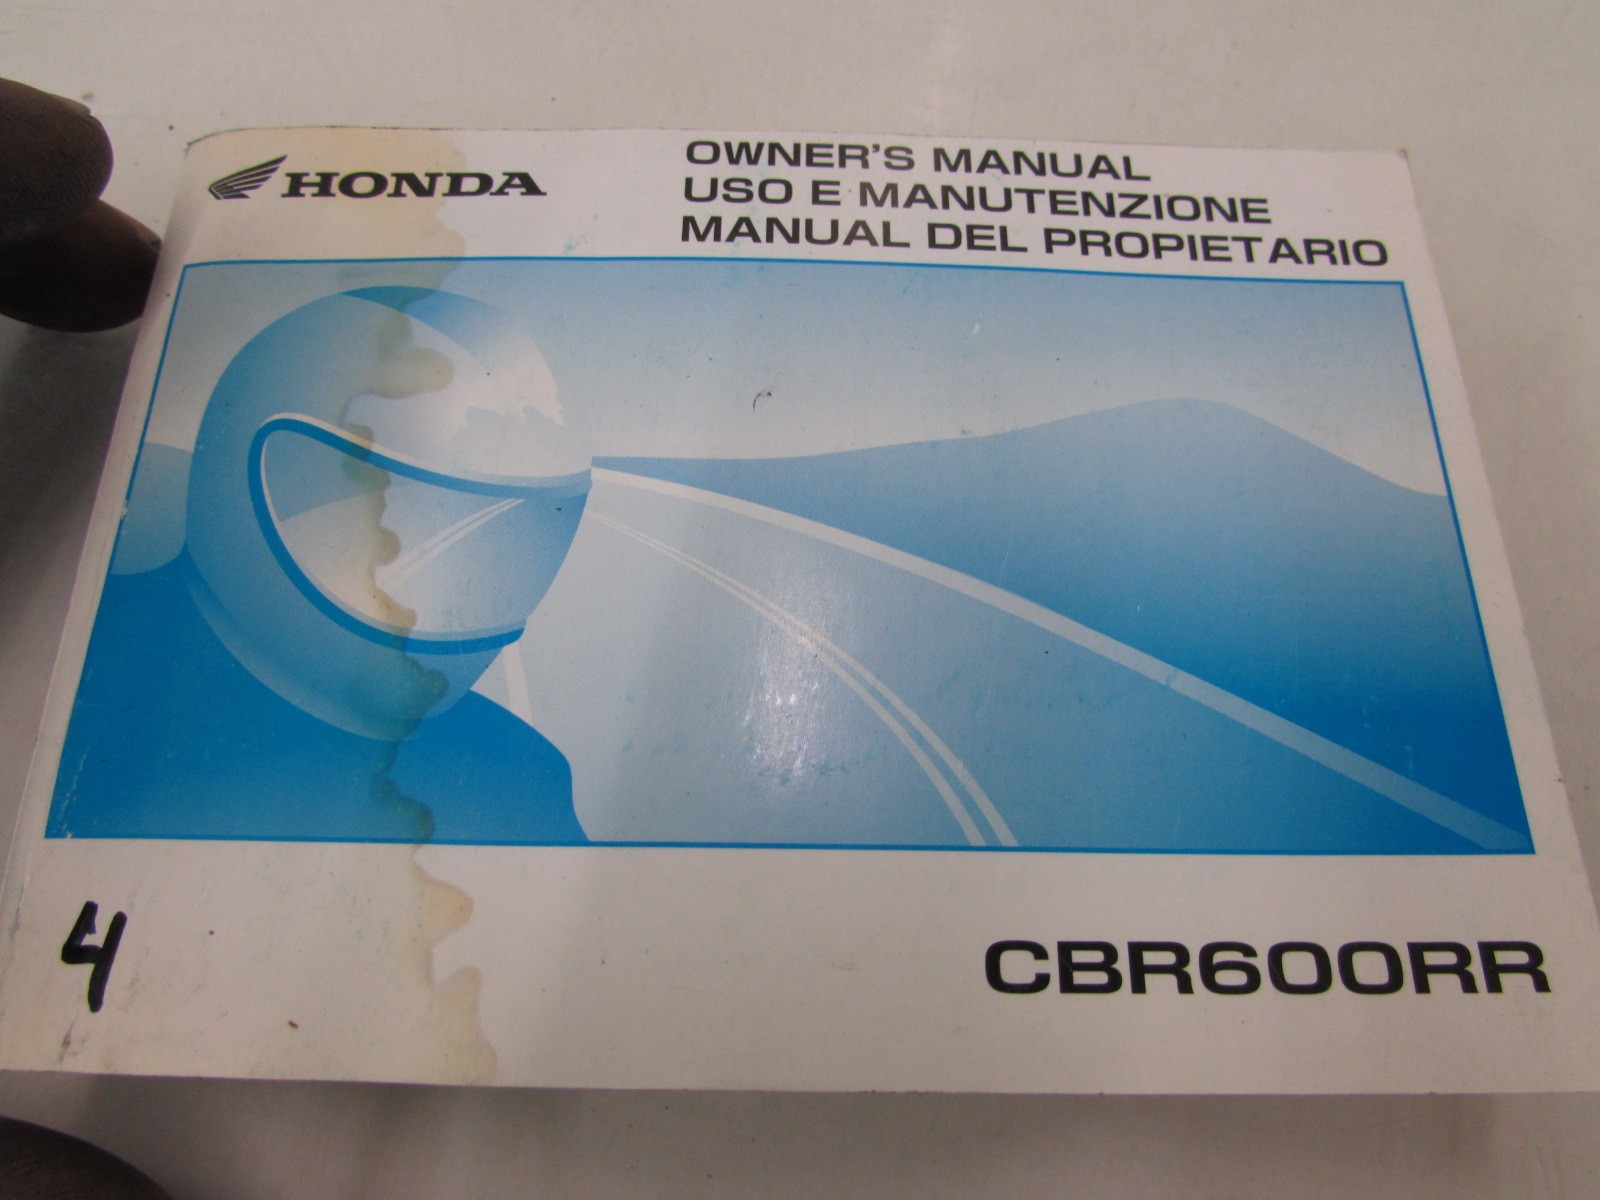 HONDA
OWNER'S MANUAL
USO E MANUTENZIONE
MANUAL DEL PROPIETARIO
4
CBR600RR